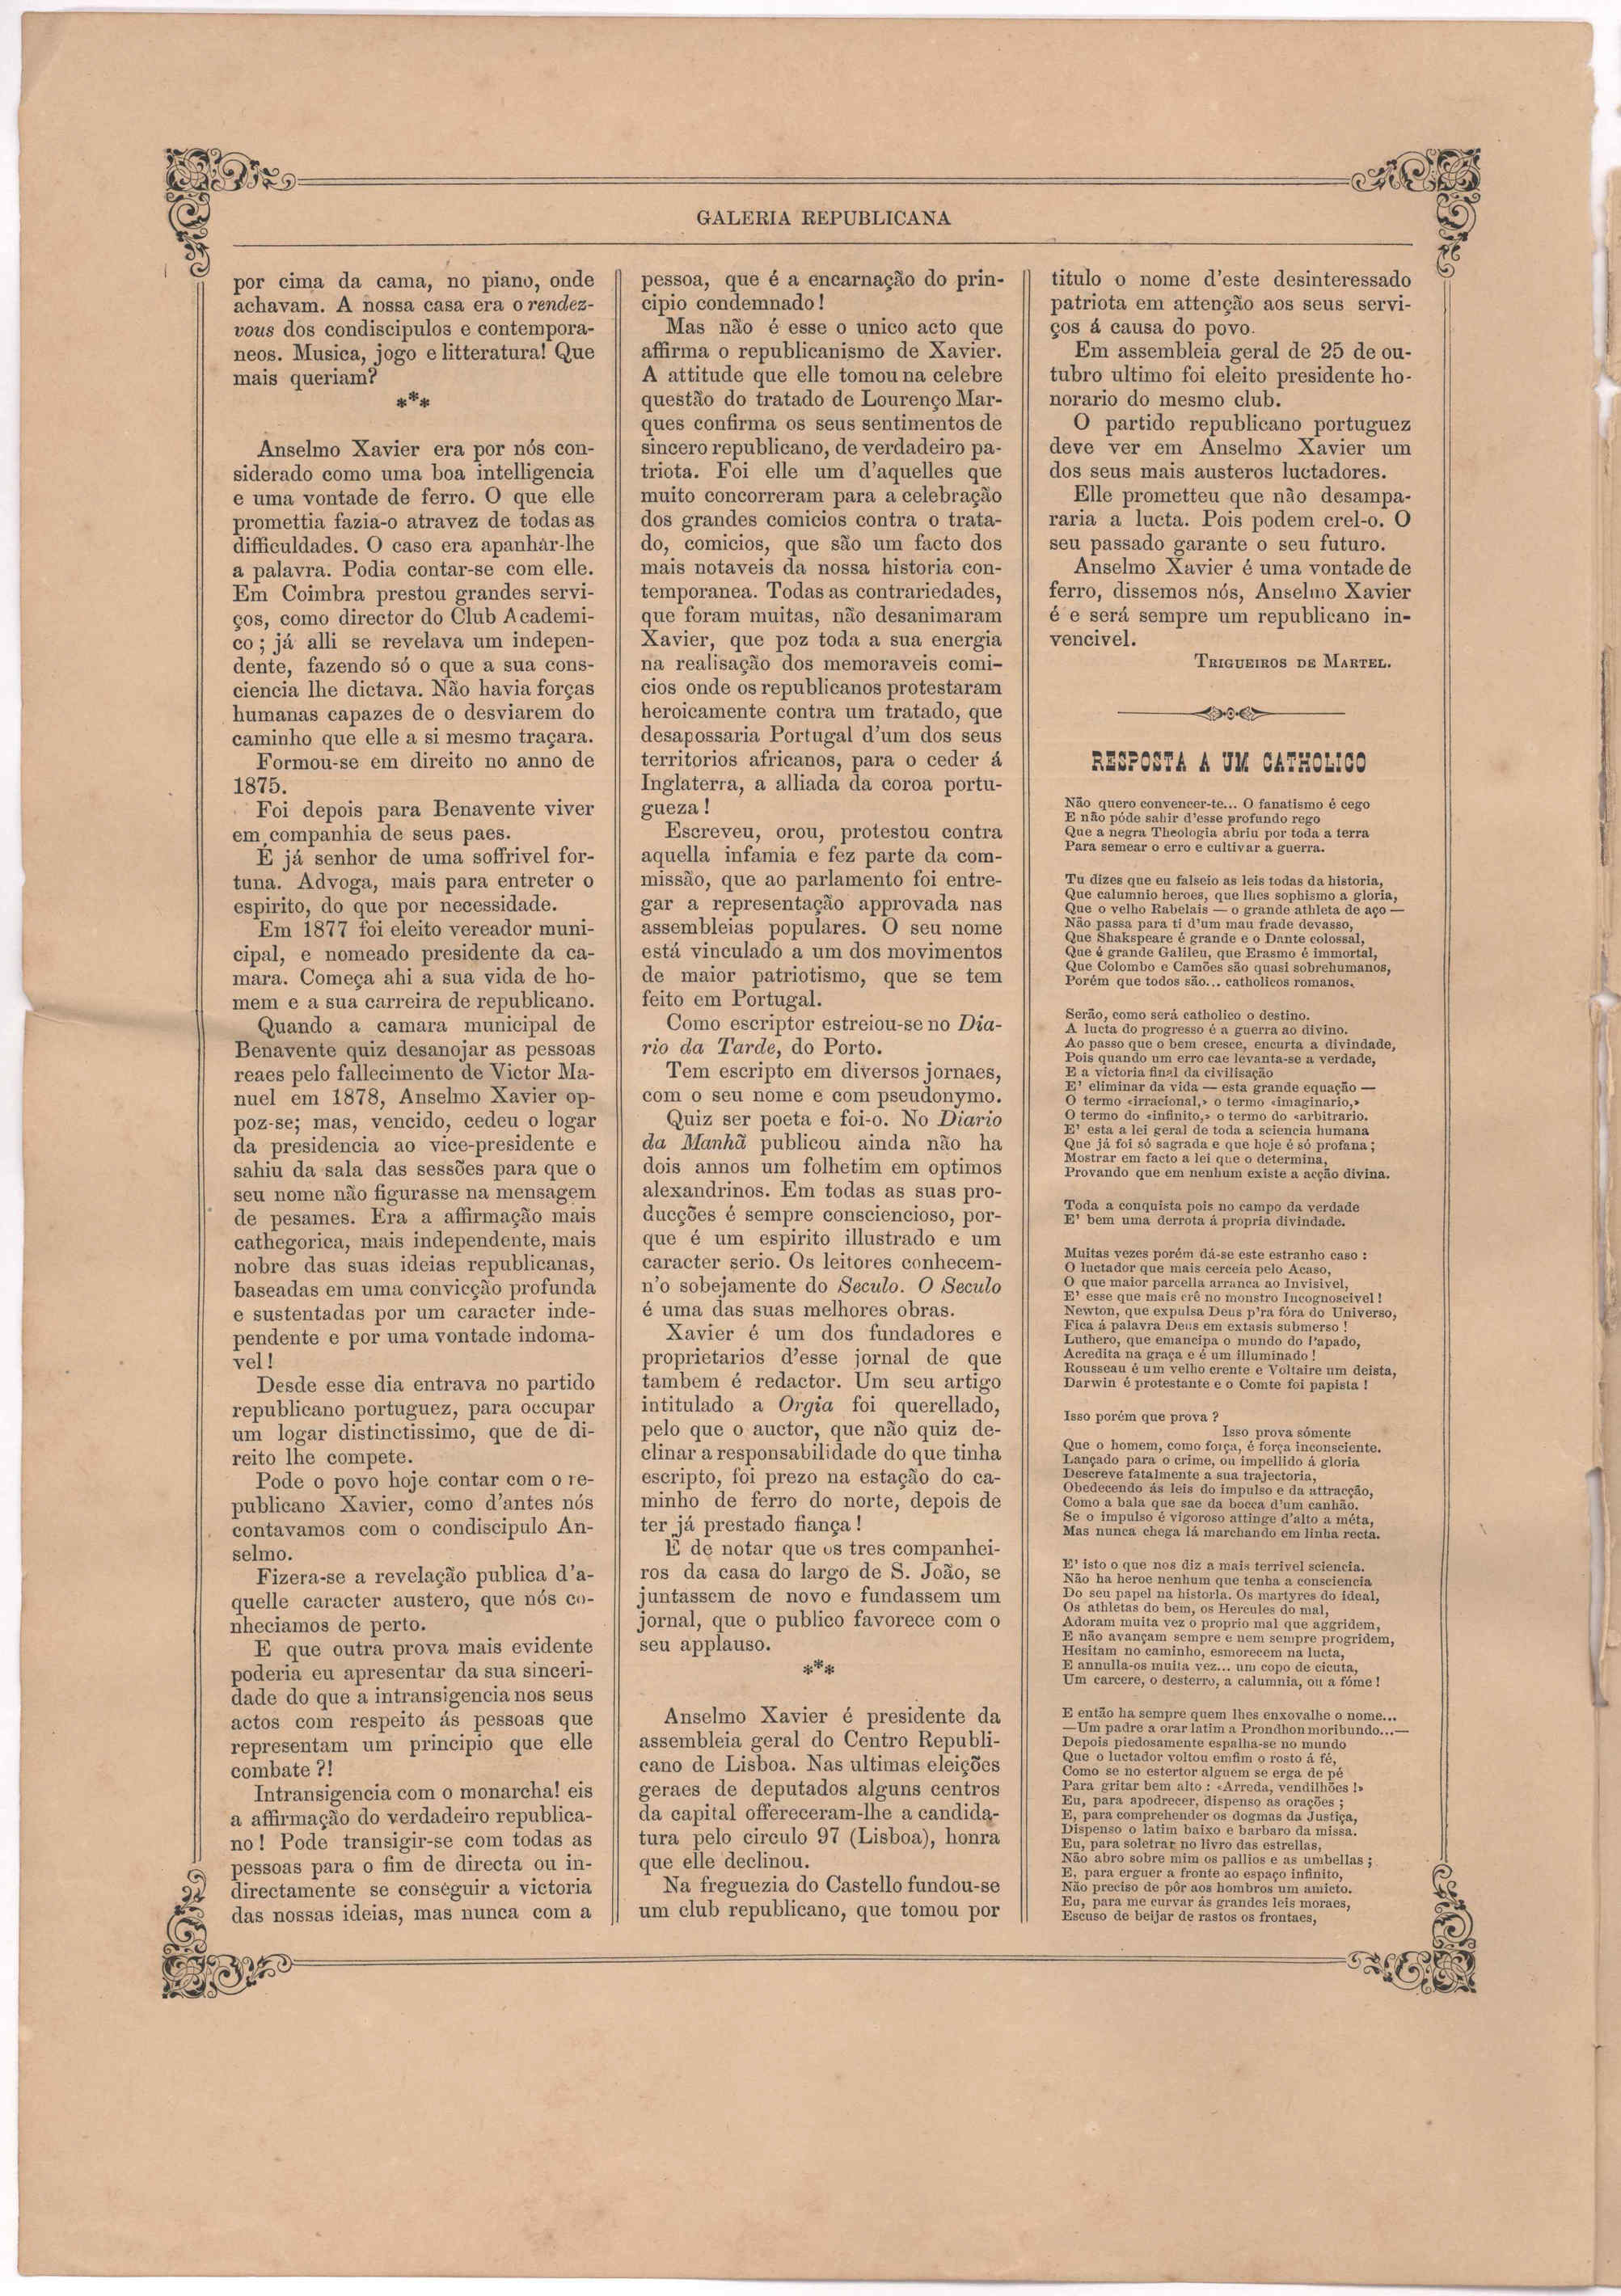 GALERIA REPUBLICANA
por cima da cama, no piano, onde
achavam. A nossa casa era o rendez-
vous dos condiscipulos e contempora-
neos. Musica, jogo e litteratura! Que
mais queriam?
***
Anselmo Xavier era por nós con-
siderado como uma boa intelligencia
e uma vontade de ferro. O que elle
promettia fazia-o atravez de todas as
difficuldades. O caso era apanhar-lhe
a palavra. Podia contar-se com elle.
Em Coimbra prestou grandes servi-
ços, como director do Club Academi-
co; já alli se revelava um indepen-
dente, fazendo só o que a sua cons-
ciencia lhe dictava. Não havia forças
humanas capazes de o desviarem do
caminho que elle a si mesmo traçara.
Formou-se em direito no anno de
1875.
Foi depois para Benavente viver
em companhia de seus paes.
É já senhor de uma soffrivel for-
tuna. Advoga, mais para entreter o
espirito, do que por necessidade.
Em 1877 foi eleito vereador muni-
cipal, e nomeado presidente da ca-
mara. Começa ahi a sua vida de ho-
mem e a sua carreira de republicano.
Quando a camara municipal de
Benavente quiz desanojar as pessoas
reaes pelo fallecimento de Victor Ma-
nuel em 1878, Anselmo Xavier op-
poz-se; mas, vencido, cedeu o logar
da presidencia ao vice-presidente e
sahiu da sala das sessões para que o
seu nome não figurasse na mensagem
de pesames. Era a affirmação mais
cathegorica, mais independente, mais
nobre das suas ideias republicanas,
baseadas em uma convicção profunda
e sustentadas por um caracter inde-
pendente e por uma vontade indoma-
vel!
Desde esse dia entrava no partido
republicano portuguez, para occupar
um logar distinctissimo, que de di-
reito lhe compete.
Pode o povo hoje contar com o re-
publicano Xavier, como d'antes nós
contavamos com o condiscipulo An-
selmo.
Fizera-se a revelação publica d'a-
quelle caracter austero, que nós co-
nheciamos de perto.
E que outra prova mais evidente
poderia eu apresentar da sua sinceri-
dade do que a intransigencia nos seus
actos com respeito ás pessoas que
representam um principio que elle
combate?!
Intransigencia com o monarcha! eis
a affirmação do verdadeiro republica-
no! Pode transigir-se com todas as
pessoas para o fim de directa ou in-
directamente se conseguir a victoria
das nossas ideias, mas nunca com a
pessoa, que é a encarnação do prin-
cipio condemnado!
Mas não é esse o unico acto que
affirma o republicanismo de Xavier.
A attitude que elle tomou na celebre
questão do tratado de Lourenço Mar-
ques confirma os seus sentimentos de
sincero republicano, de verdadeiro pa-
triota. Foi elle um d'aquelles que
muito concorreram para a celebração
dos grandes comicios contra o trata-
do, comicios, que são um facto dos
mais notaveis da nossa historia con-
temporanea. Todas as contrariedades,
que foram muitas, não desanimaram
Xavier, que poz toda a sua energia
na realisação dos memoraveis comi-
cios onde os republicanos protestaram
heroicamente contra um tratado, que
desapossaria Portugal d'um dos seus
territorios africanos, para o ceder á
Inglaterra, a alliada da coroa portu-
gueza!
Escreveu, orou, protestou contra
aquella infamia e fez parte da com-
missão, que ao parlamento foi entre-
gar a representação approvada nas
assembleias populares. O seu nome
está vinculado a um dos movimentos
de maior patriotismo, que se tem
feito em Portugal.
Como escriptor estreiou-se no Dia-
rio da Tarde, do Porto.
Tem escripto em diversos jornaes,
com o seu nome e com pseudonymo.
Quiz ser poeta e foi-o. No Diario
da Manhã publicou ainda não ha
dois annos um folhetim em optimos
alexandrinos. Em todas as suas pro-
ducções é sempre consciencioso, por-
que é um espirito illustrado e um
caracter serio. Os leitores conhecem-
n'o sobejamente do Seculo. O Seculo
é uma das suas melhores obras.
Xavier é um dos fundadores e
proprietarios d'esse jornal de que
tambem é redactor. Um seu artigo
intitulado a Orgia foi querellado,
pelo que o auctor, que não quiz de-
clinar a responsabilidade do que tinha
escripto, foi prezo na estação do ca-
minho de ferro do norte, depois de
ter já prestado fiança!
E de notar que os tres companhei-
ros da casa do largo de S. João, se
juntassem de novo e fundassem um
jornal, que o publico favorece com o
seu applauso.
***
Anselmo Xavier é presidente da
assembleia geral do Centro Republi-
cano de Lisboa. Nas ultimas eleições
geraes de deputados alguns centros
da capital offereceram-lhe a candida-
tura pelo circulo 97 (Lisboa), honra
que elle declinou.
Na freguezia do Castello fundou-se
um club republicano, que tomou por
titulo o nome d'este desinteressado
patriota em attenção aos seus servi-
ços á causa do povo.
Em assembleia geral de 25 de ou-
tubro ultimo foi eleito presidente ho-
norario do mesmo club.
O partido republicano portuguez
deve ver em Anselmo Xavier um
dos seus mais austeros luctadores.
Elle prometteu que não desampa-
raria a lucta. Pois podem crel-o. O
seu passado garante o seu futuro.
Anselmo Xavier é uma vontade de
ferro, dissemos nós, Anselmo Xavier
é e será sempre um republicano in-
vencivel.
TRIGUEIROS DE MARTEL.
RESPOSTA A UM CATHOLICO
Não quero convencer-te... O fanatismo é cego
E não póde sahir d'esse profundo rego
Que a negra Theologia abriu por toda a terra
Para semear o erro e cultivar a guerra.
Tu dizes que eu falseio as leis todas da historia,
Que calumnio heroes, que lhes sophismo a gloria,
Que o velho Rabelais — o grande athleta de aço —
Não passa para ti d'um mau frade devasso,
Que Shakspeare é grande e o Dante colossal,
Que é grande Galileu, que Erasmo é immortal,
Que Colombo e Camões são quasi sobrehumanos,
Porém que todos são... catholicos romanos.
Serão, como será catholico o destino.
A lucta do progresso é a guerra ao divino.
Ao passo que o bem cresce, encurta a divindade,
Pois quando um erro cae levanta-se a verdade,
E a victoria final da civilisação
E' eliminar da vida — esta grande equação —
O termo «irracional,» o termo «imaginario,»
O termo do «infinito,» o termo do «arbitrario.
E' esta a lei geral de toda a sciencia humana
Que já foi só sagrada e que hoje é só profana;
Mostrar em facto a lei que o determina,
Provando que em nenhum existe a acção divina.
Toda a conquista pois no campo da verdade
E' bem uma derrota á propria divindade.
Muitas vezes porém dá-se este estranho caso:
O luctador que mais cerceia pelo Acaso,
O que maior parcella arranca ao Invisivel,
E' esse que mais crê no monstro Incognoscivel!
Newton, que expulsa Deus p'ra fóra do Universo,
Fica á palavra Deus em extasis submerso!
Luthero, que emancipa o mundo do Papado,
Acredita na graça e é um illuminado!
Rousseau é um velho crente e Voltaire um deista,
Darwin é protestante e o Comte foi papista!
Isso porém que prova?
Isso prova sómente
Que o homem, como força, é força inconsciente.
Lançado para o crime, ou impellido á gloria
Descreve fatalmente a sua trajectoria,
Obedecendo ás leis do impulso e da attracção,
Como a bala que sae da bocca d'um canhão.
Se o impulso é vigoroso attinge d'alto a méta,
Mas nunca chega lá marchando em linha recta.
E' isto o que nos diz a mais terrivel sciencia.
Não ha heroe nenhum que tenha a consciencia
Do seu papel na historia. Os martyres do ideal,
Os athletas do bem, os Hercules do mal,
Adoram muita vez o proprio mal que aggridem,
E não avançam sempre e nem sempre progridem,
Hesitam no caminho, esmorecem na lucta,
E annulla-os muita vez... um copo de cicuta,
Um carcere, o desterro, a calumnia, ou a fóme!
E então ha sempre quem lhes enxovalhe o nome...
—Um padre a orar latim a Prondhon moribundo...—
Depois piedosamente espalha-se no mundo
Que o luctador voltou emfim o rosto á fé,
Como se no estertor alguem se erga de pé
Para gritar bem alto: «Arreda, vendilhões!»
Eu, para apodrecer, dispenso as orações;
E, para comprehender os dogmas da Justiça,
Dispenso o latim baixo e barbaro da missa.
Eu, para soletrar no livro das estrellas,
Não abro sobre mim os pallios e as umbellas;
E, para erguer a fronte ao espaço infinito,
Não preciso de pôr aos hombros um amicto.
Eu, para me curvar ás grandes leis moraes,
Escuso de beijar de rastos os frontaes,